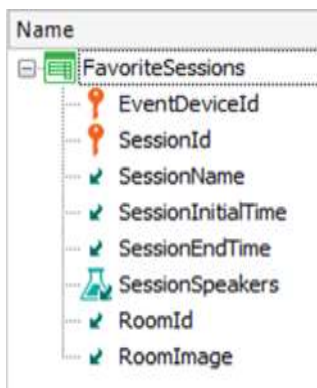 Name
FavoriteSessions
EventDeviceId
SessionId
SessionName
SessionInitialTime
SessionEndTime
SessionSpeakers
RoomId
RoomImage